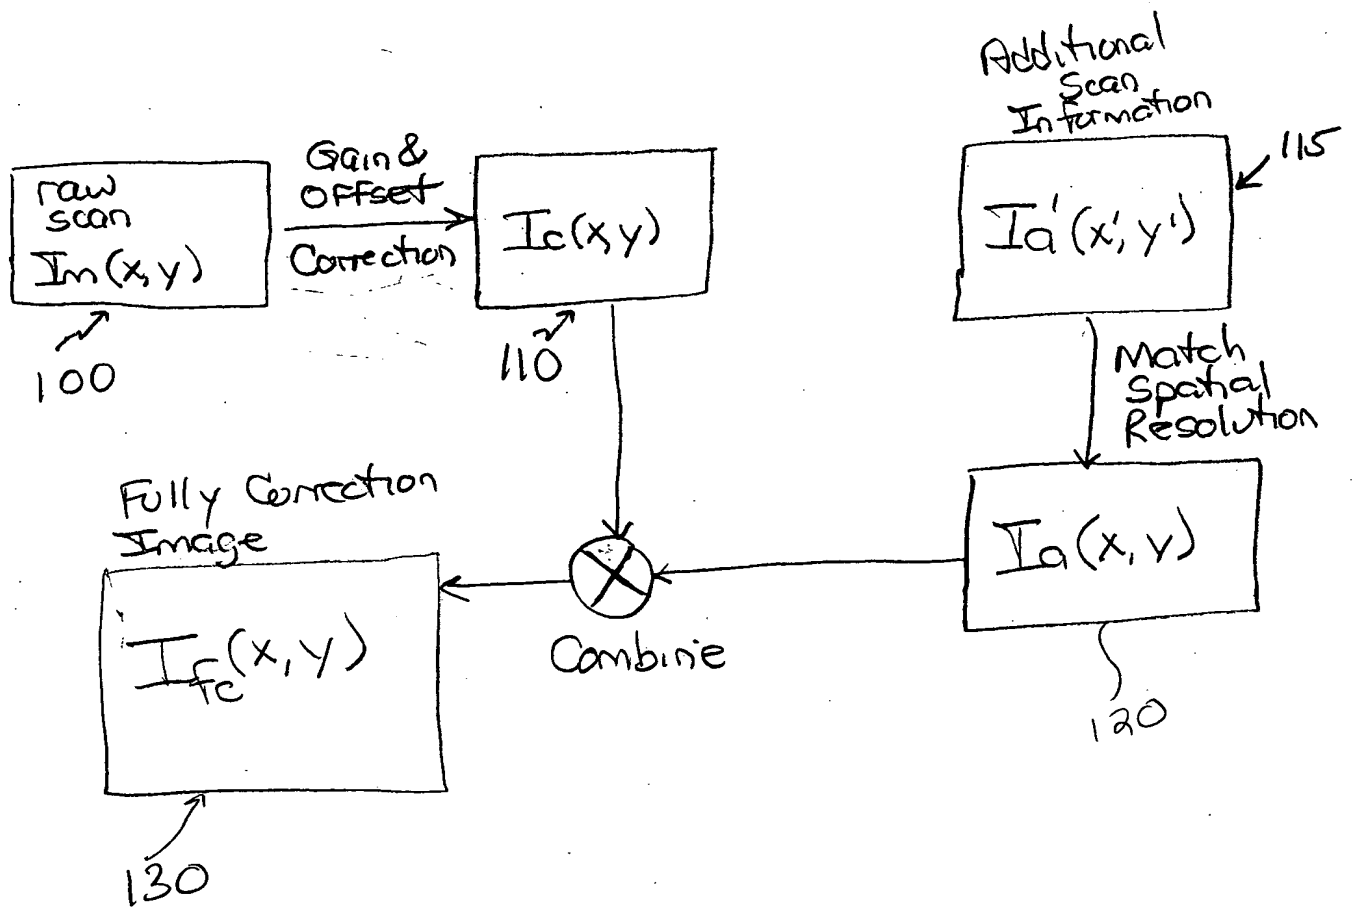 raw
scan
Im(x,y)
100
Gain &
Offset
Correction
Ic(x,y)
110
Additional
Scan
Information
115
Ia'(x',y')
Match
Spatial
Resolution
Ia(x,y)
120
Combine
Fully Correction
Image
Ifc(x,y)
130